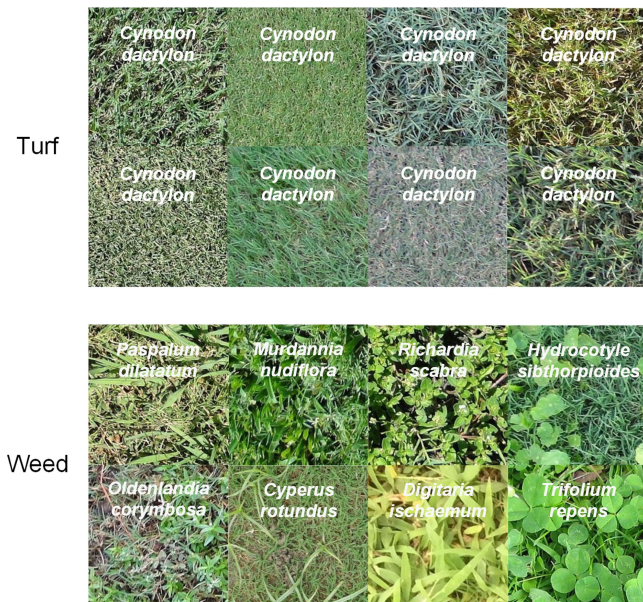 Turf
Cynodon dactylon
Cynodon dactylon
Cynodon dactylon
Cynodon dactylon
Cynodon dactylon
Cynodon dactylon
Cynodon dactylon
Cynodon dactylon
Weed
Paspalum dilatatum
Murdannia nudiflora
Richardia scabra
Hydrocotyle sibthorpioides
Oldenlandia corymbosa
Cyperus rotundus
Digitaria ischaemum
Trifolium repens